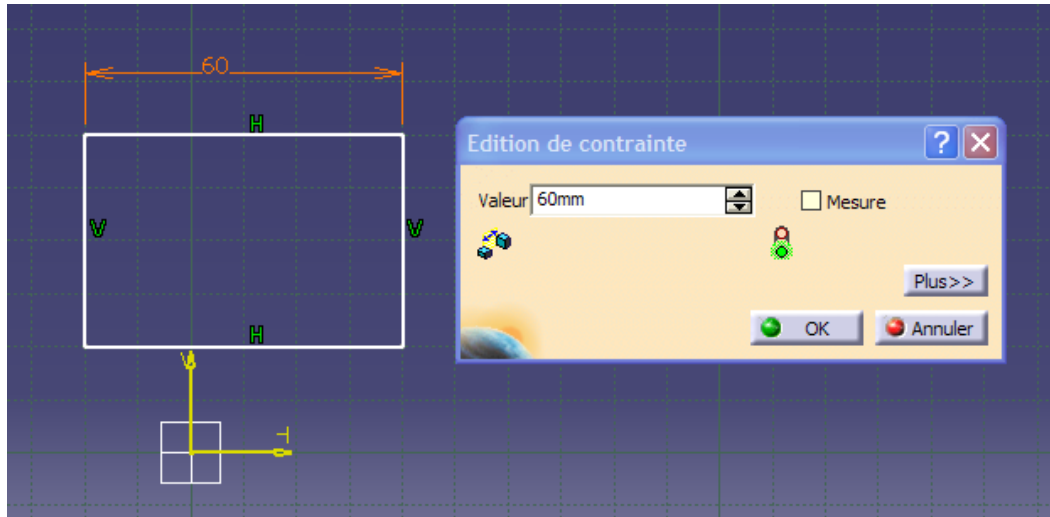 60
H
Edition de contrainte
Valeur 60mm
Mesure
V
V
Plus>>
H
OK
Annuler
V
H